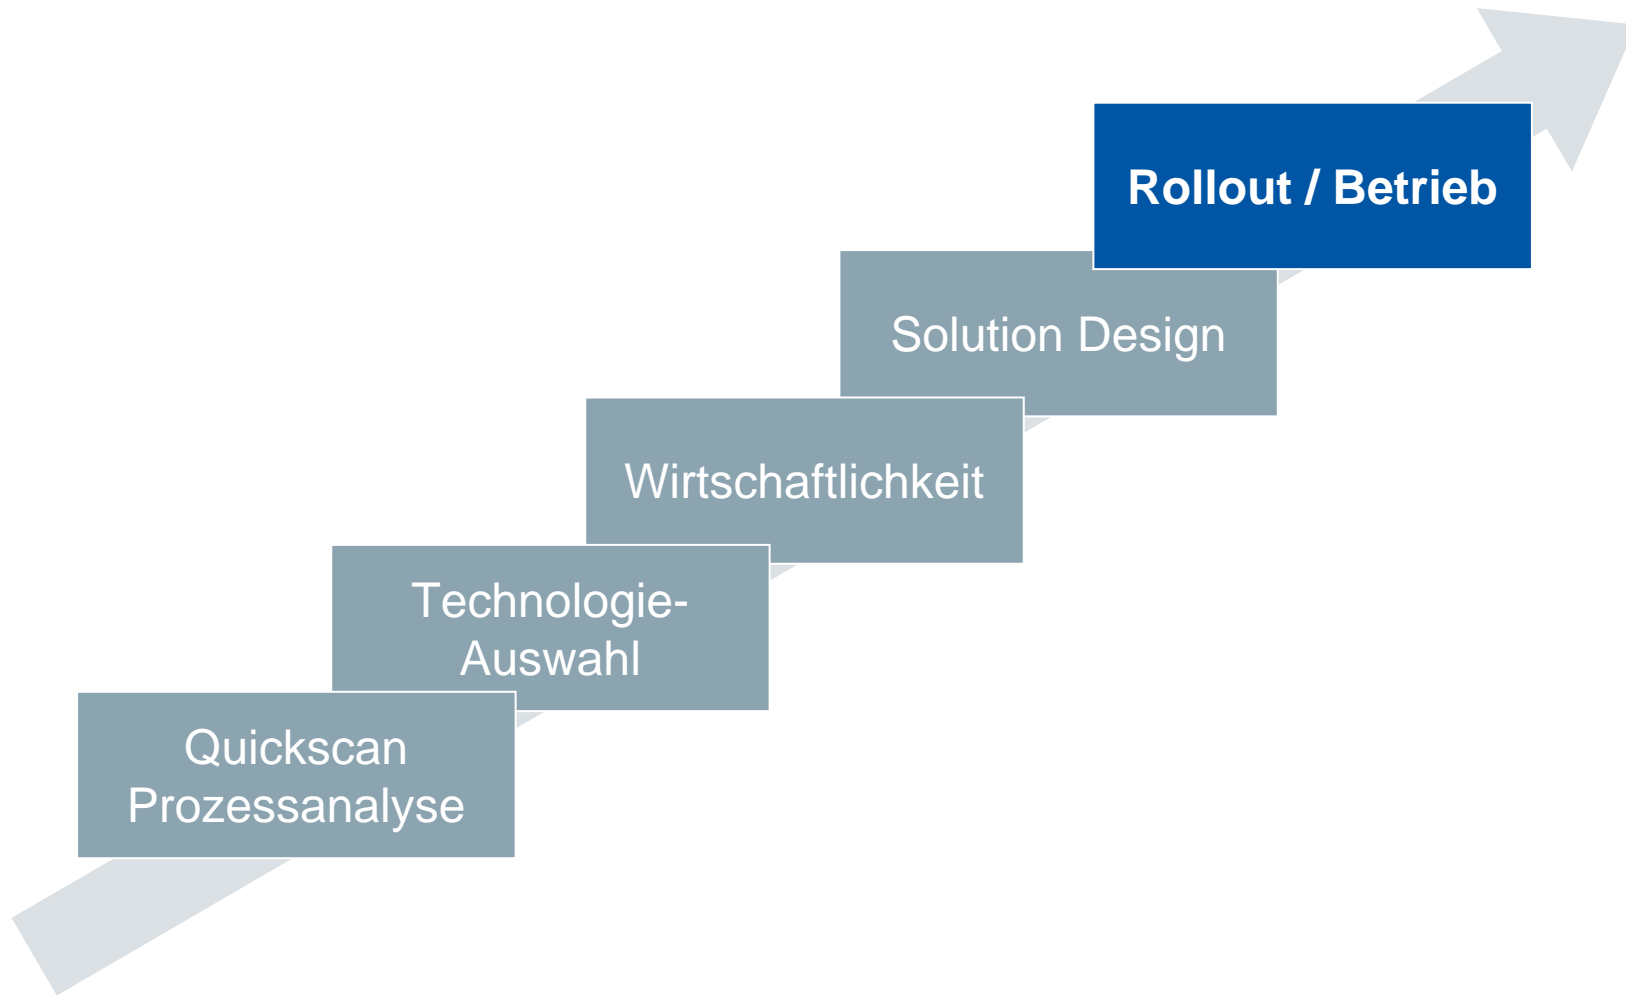 Rollout / Betrieb
Solution Design
Wirtschaftlichkeit
Technologie-
Auswahl
Quickscan
Prozessanalyse